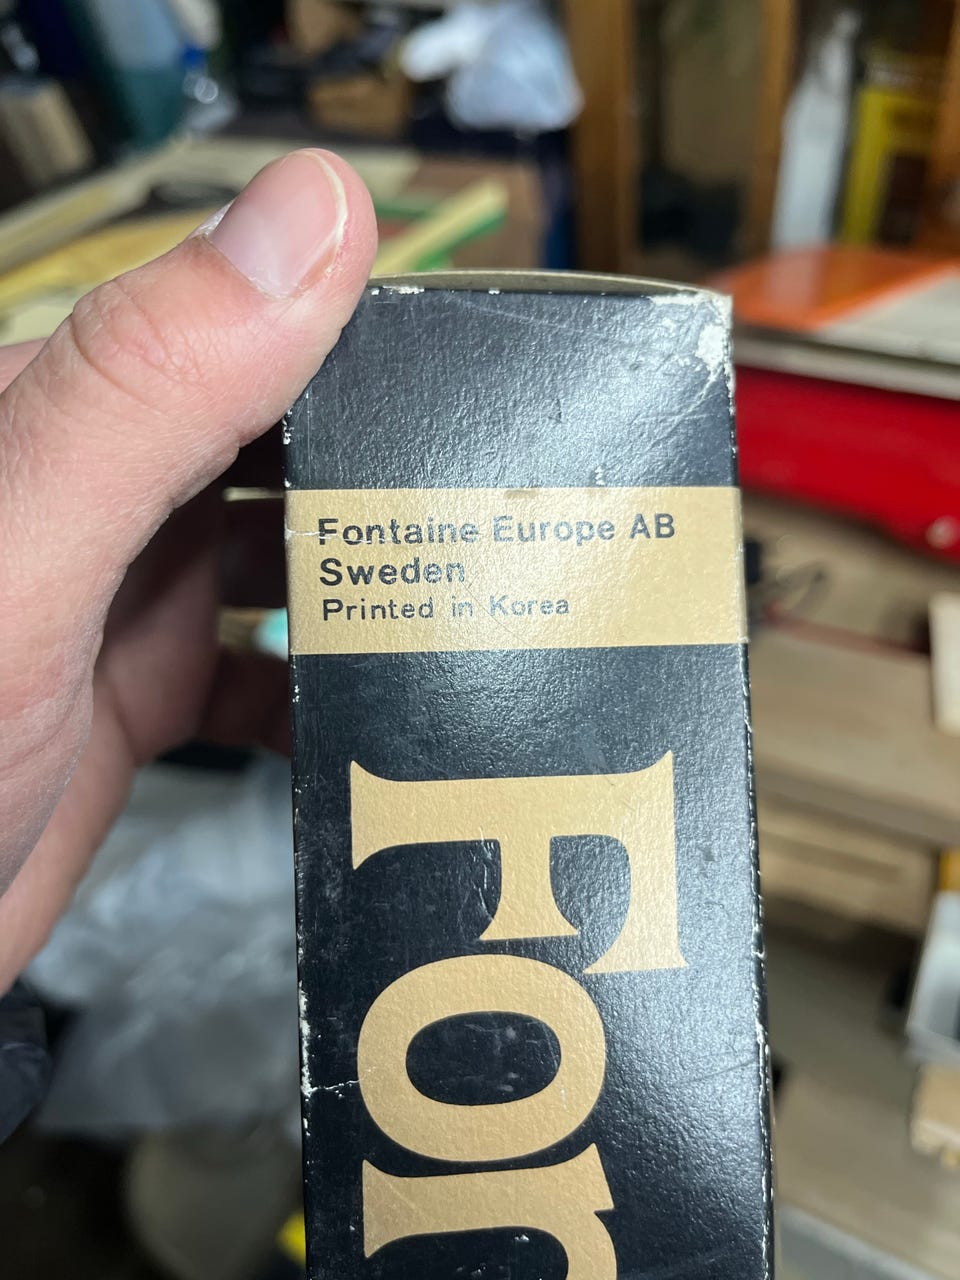 Fontaine Europe AB
Sweden
Printed in Korea
Fon